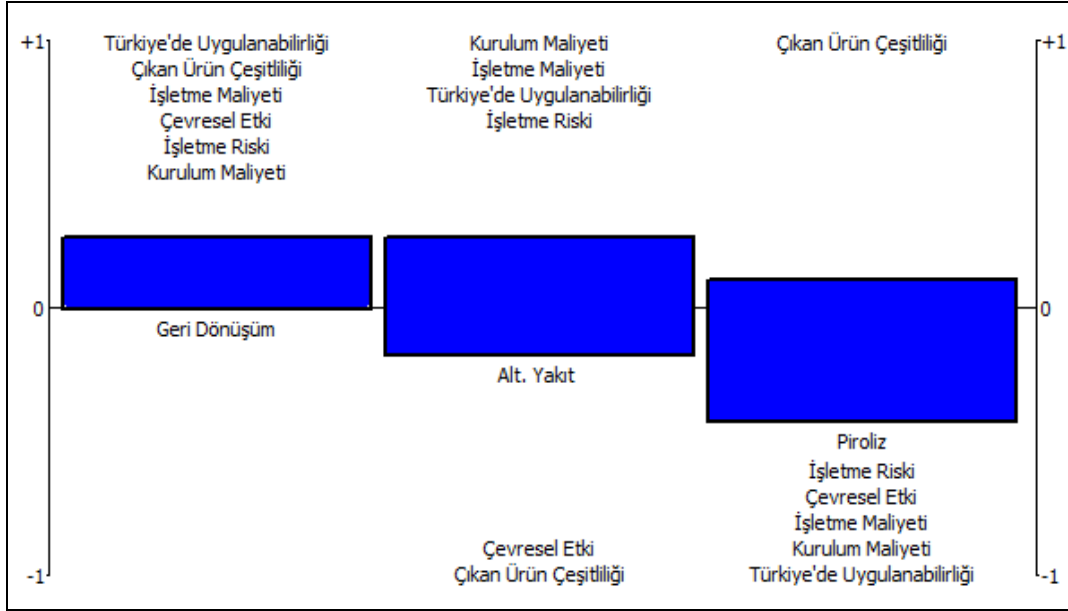 +1
Türkiye'de Uygulanabilirliği
Çıkan Ürün Çeşitliliği
İşletme Maliyeti
Çevresel Etki
İşletme Riski
Kurulum Maliyeti
Kurulum Maliyeti
İşletme Maliyeti
Türkiye'de Uygulanabilirliği
İşletme Riski
Çıkan Ürün Çeşitliliği
+1
0
0
Geri Dönüşüm
Alt. Yakıt
Piroliz
Çevresel Etki
Çıkan Ürün Çeşitliliği
İşletme Riski
Çevresel Etki
İşletme Maliyeti
Kurulum Maliyeti
Türkiye'de Uygulanabilirliği
-1
-1